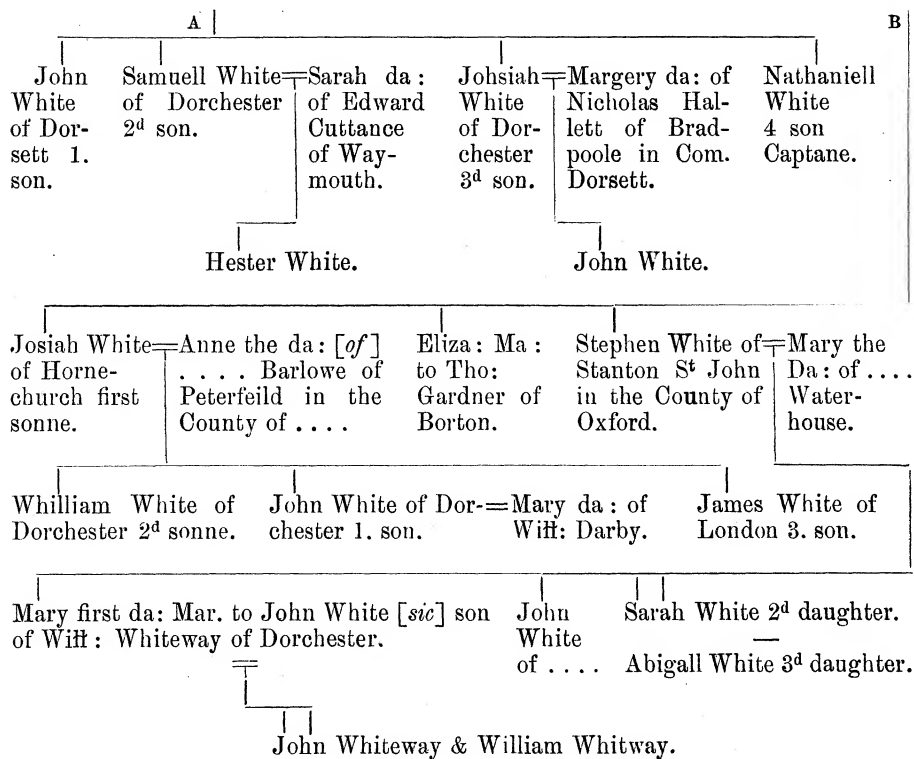 A B
John
White
of Dor-
sett 1.
son.
Samuell White
of Dorchester
2d son.
Sarah da:
of Edward
Cuttance
of Way-
mouth.
Johsiah
White
of Dor-
chester
3d son.
Margery da: of
Nicholas Hal-
lett of Brad-
poole in Com.
Dorsett.
Nathaniell
White
4 son
Captane.
Hester White.
John White.
Josiah White
of Horne-
church first
sonne.
Anne the da: [of]
. . . . Barlowe of
Peterfeild in the
County of . . . .
Eliza: Ma:
to Tho:
Gardner of
Borton.
Stephen White of
Stanton St John
in the County of
Oxford.
Mary the
Da: of . . . .
Water-
house.
Whilliam White of
Dorchester 2d sonne.
John White of Dor-
chester 1. son.
Mary da: of
Witt: Darby.
James White of
London 3. son.
Mary first da: Mar. to John White [sic] son
of Witt: Whiteway of Dorchester.
John
White
of . . . .
Sarah White 2d daughter.
—
Abigall White 3d daughter.
John Whiteway & William Whitway.